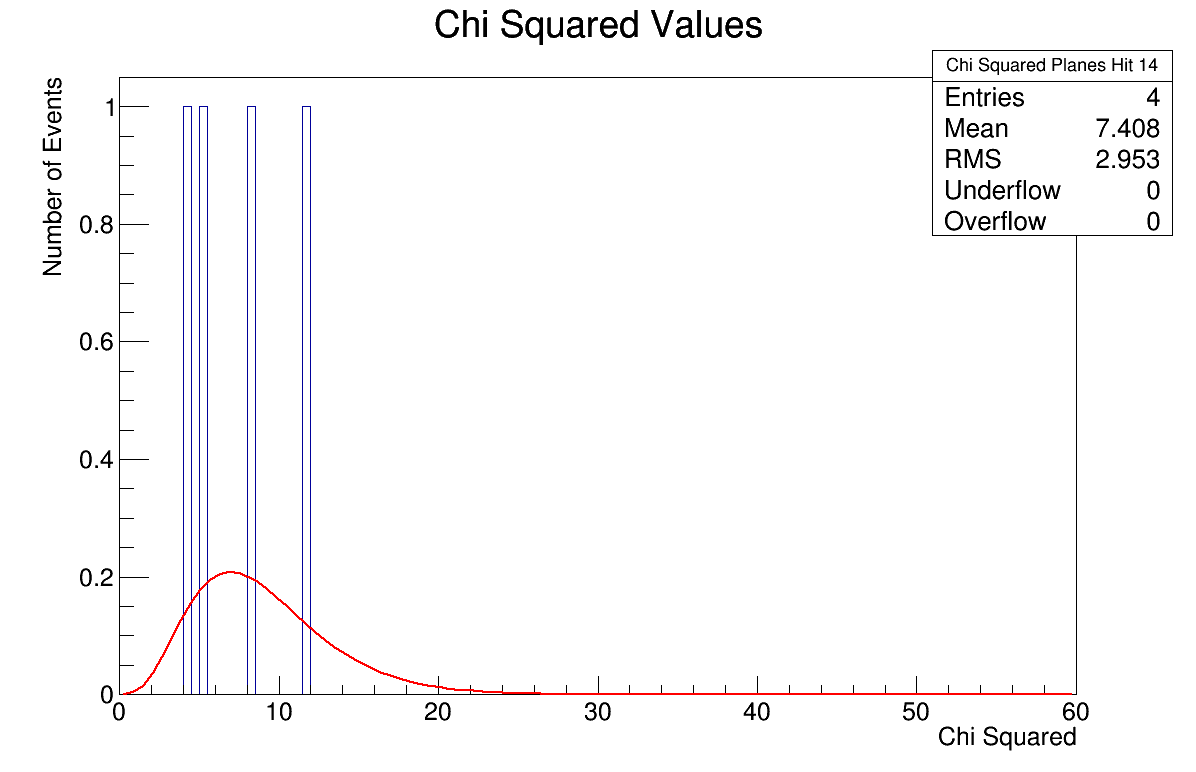 Chi Squared Values
Chi Squared Planes Hit 14
Entries 4
Mean 7.408
RMS 2.953
Underflow 0
Overflow 0
Number of Events
1
0.8
0.6
0.4
0.2
0
0 10 20 30 40 50 60
Chi Squared